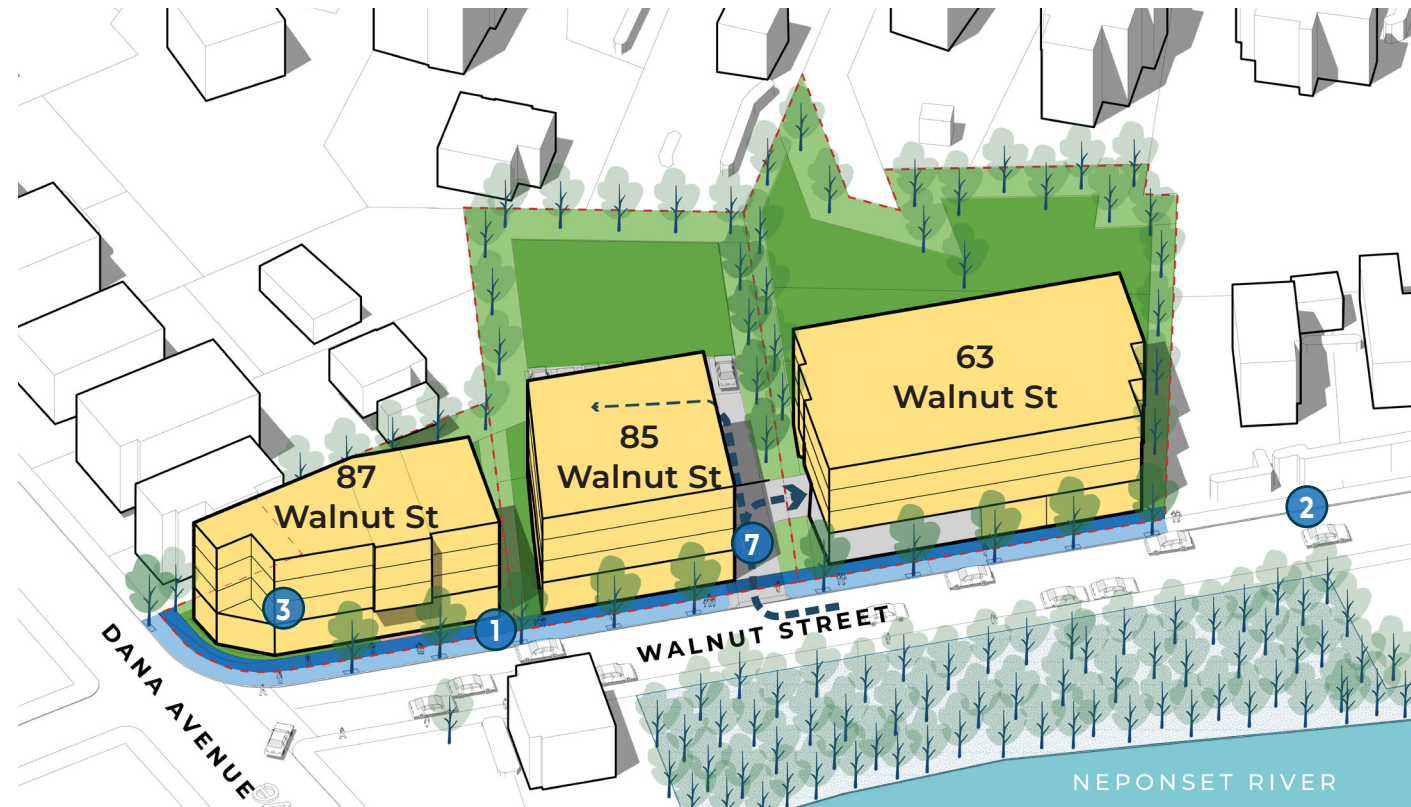 63
Walnut St
85
Walnut St
87
Walnut St
2
7
3
1
WALNUT STREET
DANA AVENUE
NEPONSET RIVER